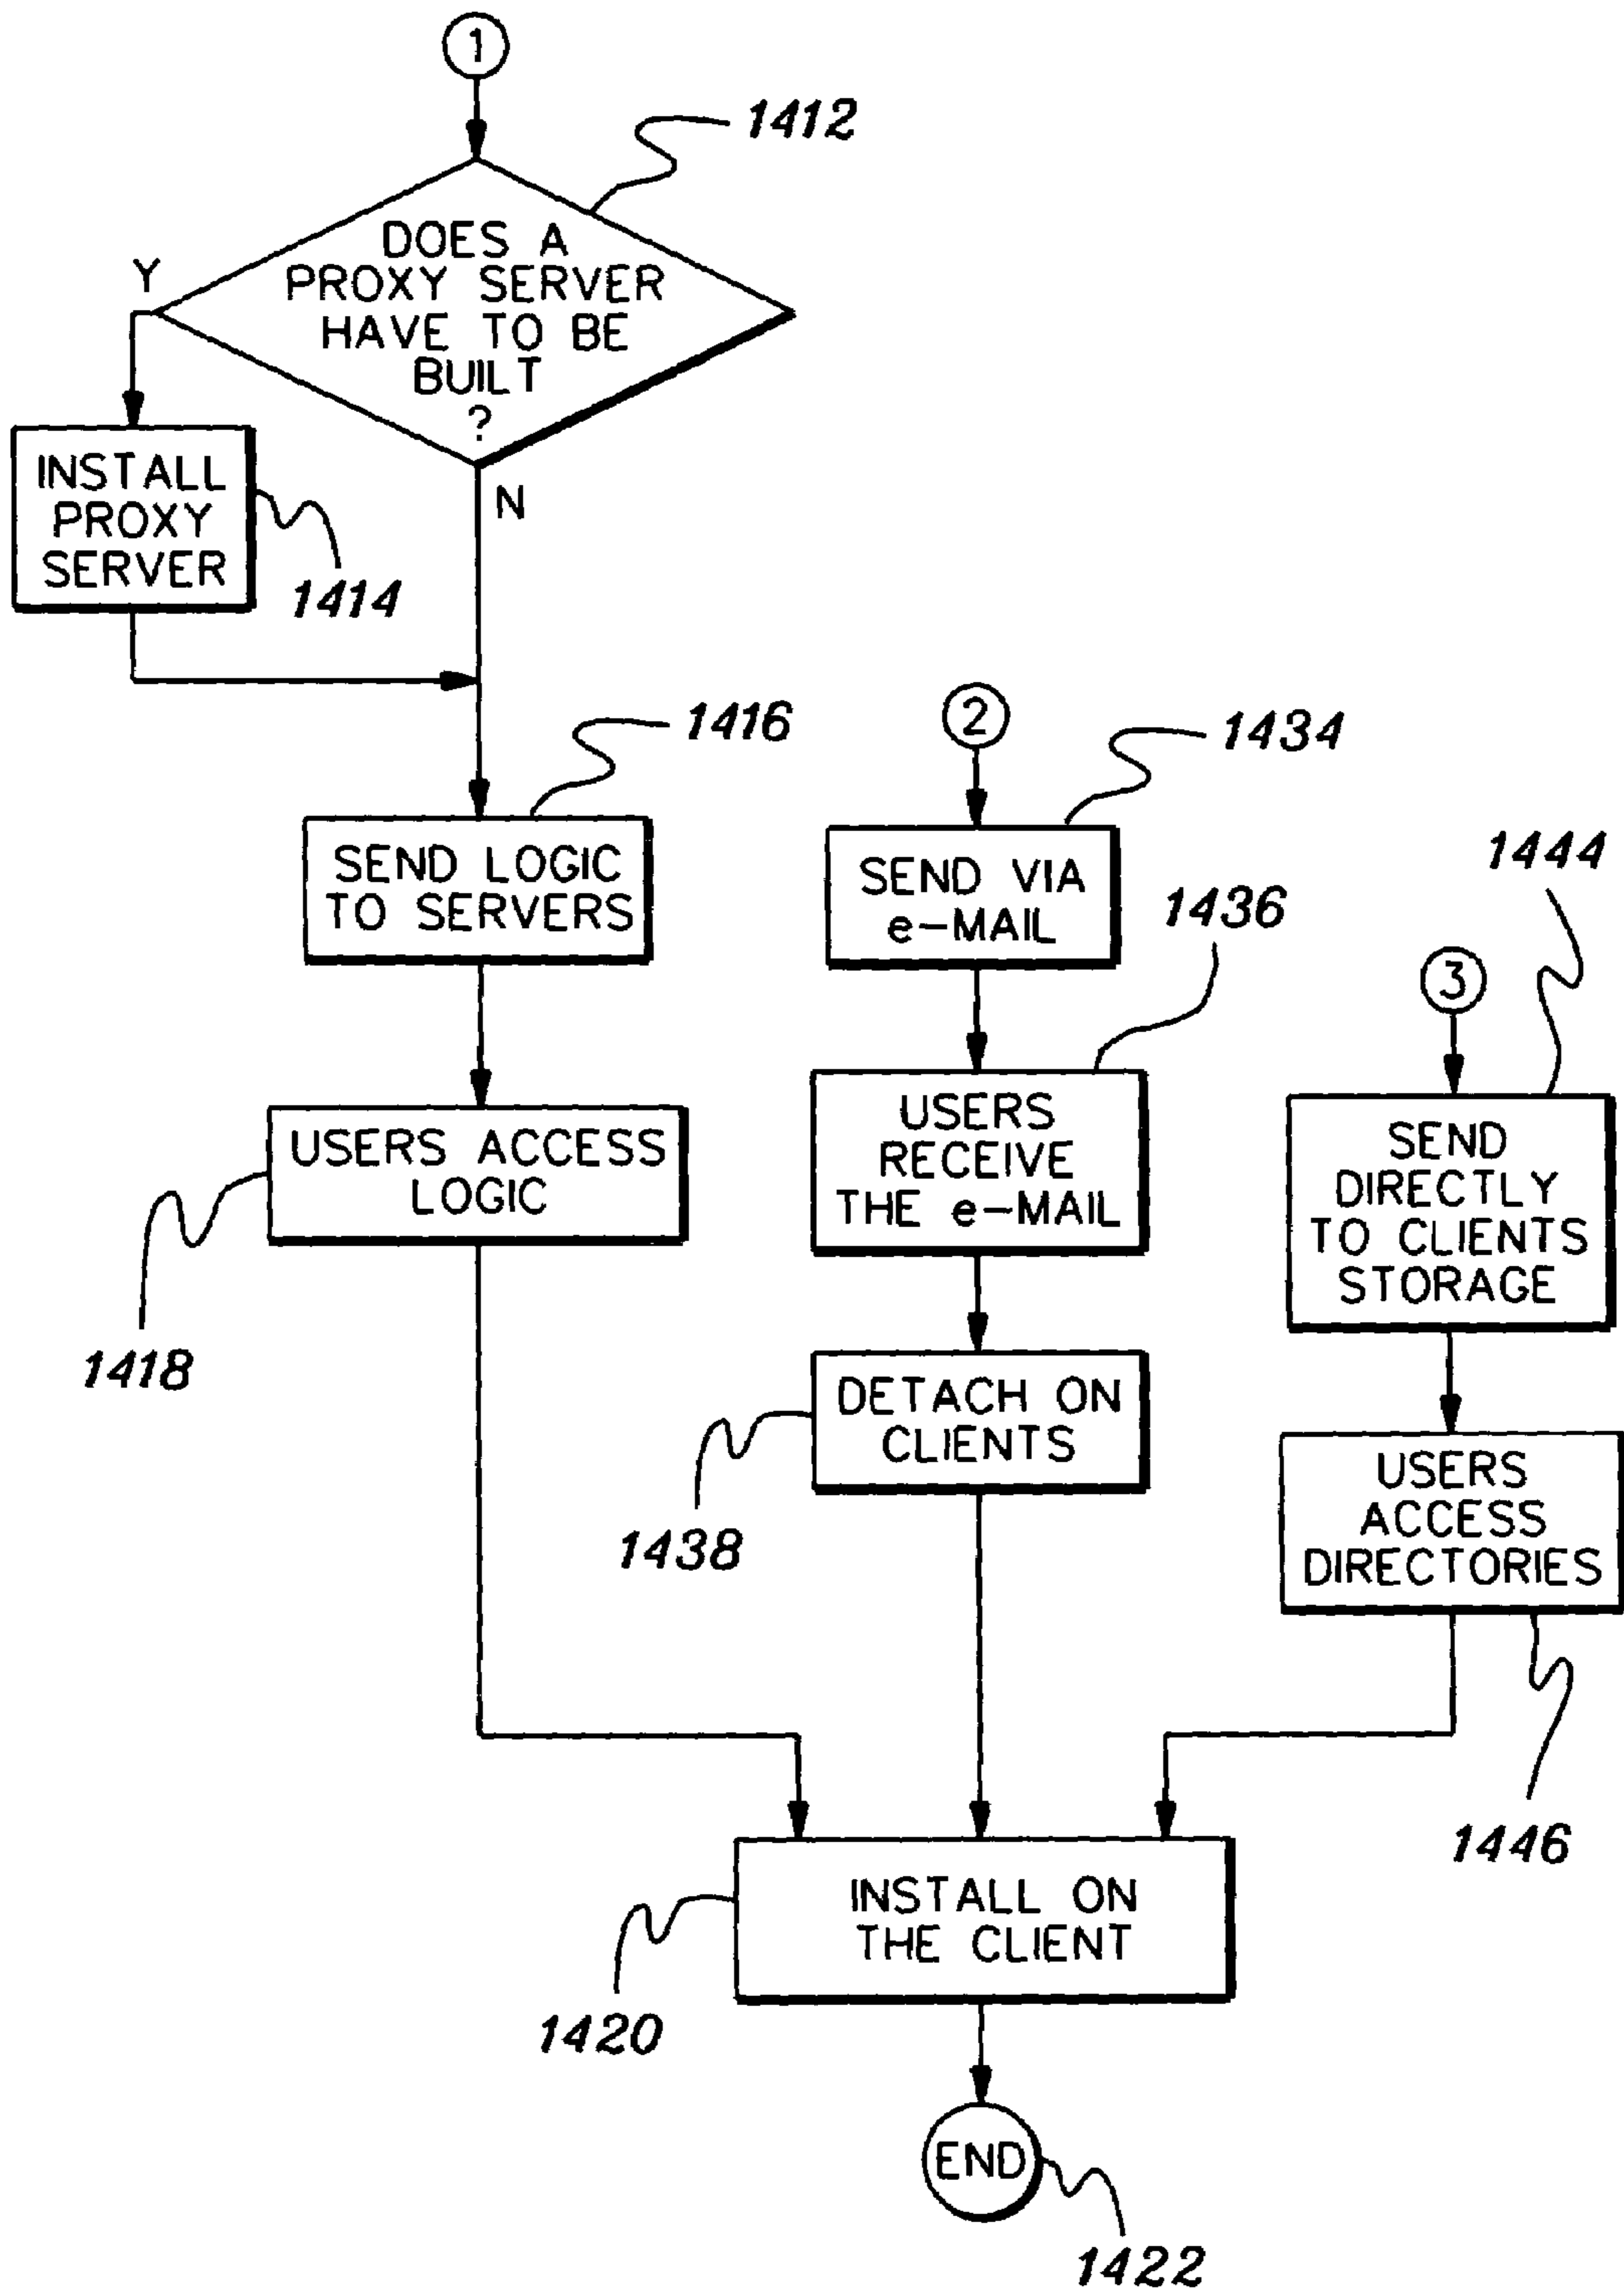 1
1412
DOES A
PROXY SERVER
HAVE TO BE
BUILT
?
Y
N
INSTALL
PROXY
SERVER
1414
1416
SEND LOGIC
TO SERVERS
USERS ACCESS
LOGIC
1418
2
1434
SEND VIA
e-MAIL
1436
USERS
RECEIVE
THE e-MAIL
DETACH ON
CLIENTS
1438
3
1444
SEND
DIRECTLY
TO CLIENTS
STORAGE
USERS
ACCESS
DIRECTORIES
1446
INSTALL ON
THE CLIENT
1420
END
1422